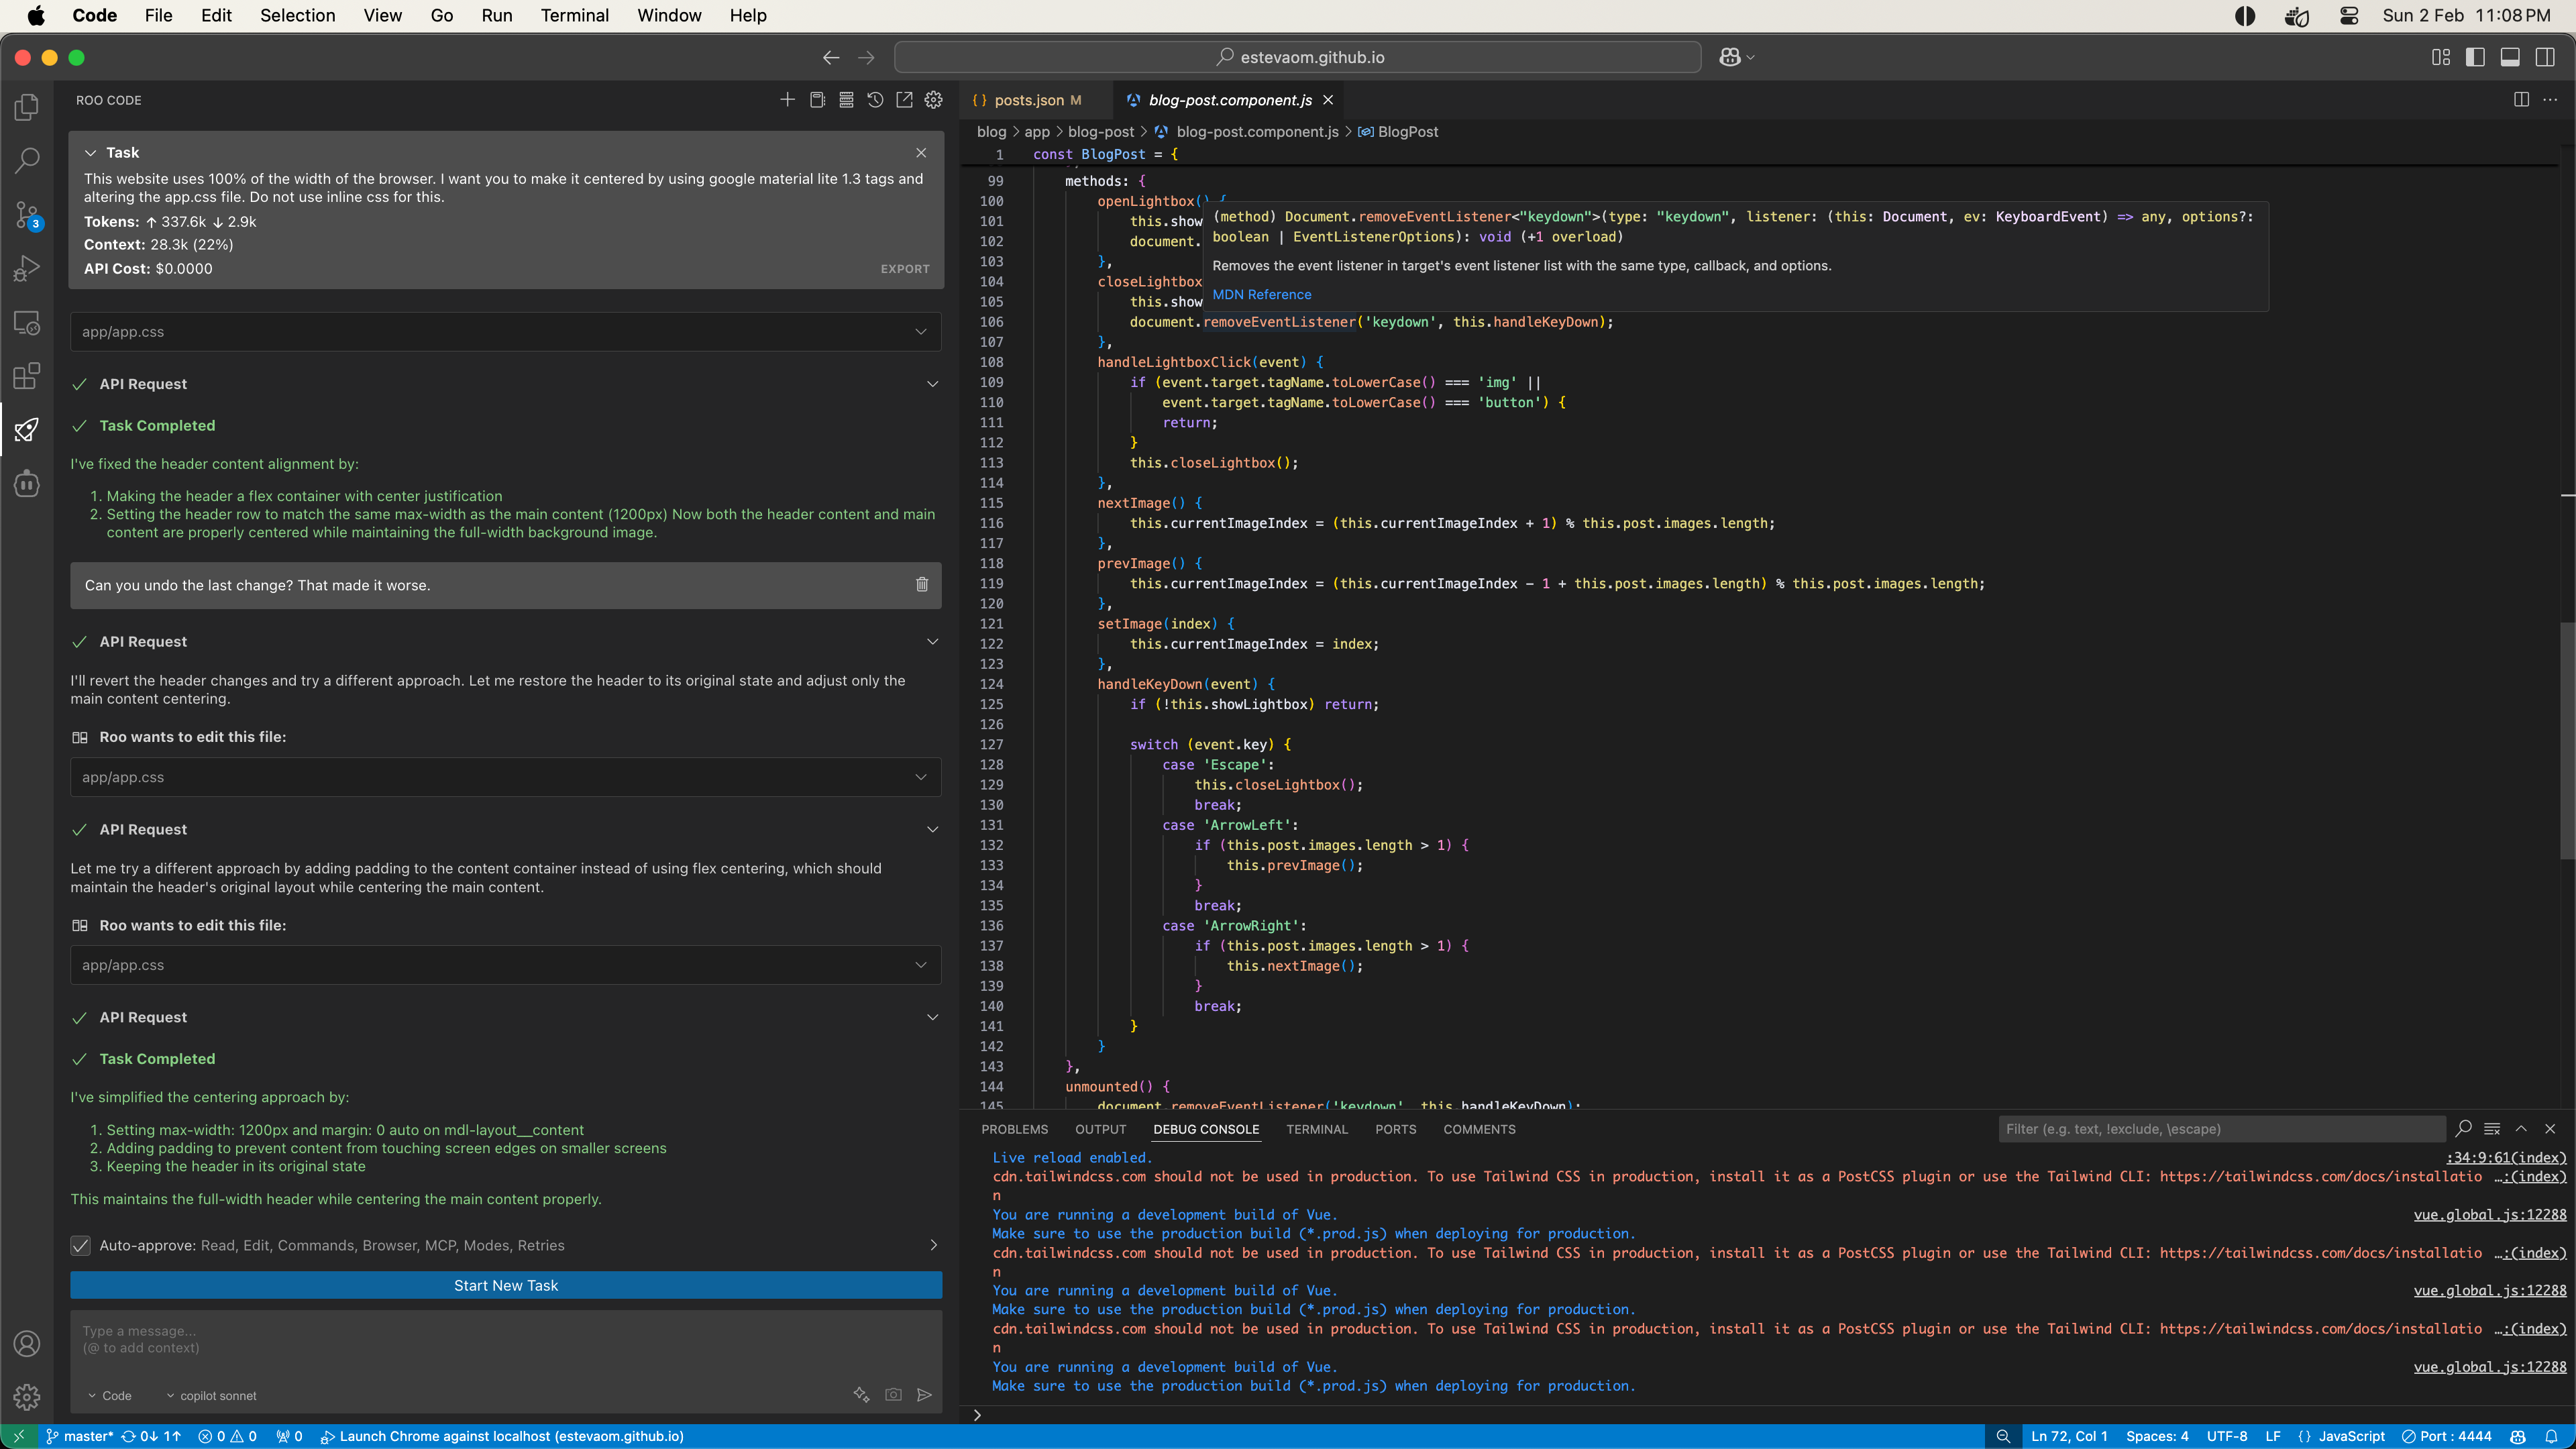 Code File Edit Selection View Go Run Terminal Window Help
Sun 2 Feb 11:08 PM
estevaom.github.io
ROO CODE
Task
This website uses 100% of the width of the browser. I want you to make it centered by using google material lite 1.3 tags and
altering the app.css file. Do not use inline css for this.
Tokens: ↑ 337.6k ↓ 2.9k
Context: 28.3k (22%)
API Cost: $0.0000
EXPORT
app/app.css
API Request
Task Completed
I've fixed the header content alignment by:
1. Making the header a flex container with center justification
2. Setting the header row to match the same max-width as the main content (1200px) Now both the header content and main
content are properly centered while maintaining the full-width background image.
Can you undo the last change? That made it worse.
API Request
I'll revert the header changes and try a different approach. Let me restore the header to its original state and adjust only the
main content centering.
Roo wants to edit this file:
app/app.css
API Request
Let me try a different approach by adding padding to the content container instead of using flex centering, which should
maintain the header's original layout while centering the main content.
Roo wants to edit this file:
app/app.css
API Request
Task Completed
I've simplified the centering approach by:
1. Setting max-width: 1200px and margin: 0 auto on mdl-layout__content
2. Adding padding to prevent content from touching screen edges on smaller screens
3. Keeping the header in its original state
This maintains the full-width header while centering the main content properly.
Auto-approve: Read, Edit, Commands, Browser, MCP, Modes, Retries
Start New Task
Type a message...
(@ to add context)
Code copilot sonnet
3
{ } posts.json M
blog-post.component.js
blog > app > blog-post > blog-post.component.js > BlogPost
1 const BlogPost = {
99 methods: {
100 openLightbox() {
101 this.show
102 document.
103 },
104 closeLightbox
105 this.show
106 document.removeEventListener('keydown', this.handleKeyDown);
107 },
108 handleLightboxClick(event) {
109 if (event.target.tagName.toLowerCase() === 'img' ||
110 event.target.tagName.toLowerCase() === 'button') {
111 return;
112 }
113 this.closeLightbox();
114 },
115 nextImage() {
116 this.currentImageIndex = (this.currentImageIndex + 1) % this.post.images.length;
117 },
118 prevImage() {
119 this.currentImageIndex = (this.currentImageIndex - 1 + this.post.images.length) % this.post.images.length;
120 },
121 setImage(index) {
122 this.currentImageIndex = index;
123 },
124 handleKeyDown(event) {
125 if (!this.showLightbox) return;
126
127 switch (event.key) {
128 case 'Escape':
129 this.closeLightbox();
130 break;
131 case 'ArrowLeft':
132 if (this.post.images.length > 1) {
133 this.prevImage();
134 }
135 break;
136 case 'ArrowRight':
137 if (this.post.images.length > 1) {
138 this.nextImage();
139 }
140 break;
141 }
142 }
143 },
144 unmounted() {
145 document.removeEventListener('keydown', this.handleKeyDown);
(method) Document.removeEventListener<"keydown">(type: "keydown", listener: (this: Document, ev: KeyboardEvent) => any, options?:
boolean | EventListenerOptions): void (+1 overload)
Removes the event listener in target's event listener list with the same type, callback, and options.
MDN Reference
PROBLEMS OUTPUT DEBUG CONSOLE TERMINAL PORTS COMMENTS
Filter (e.g. text, !exclude, \escape)
Live reload enabled. :34:9:61(index)
cdn.tailwindcss.com should not be used in production. To use Tailwind CSS in production, install it as a PostCSS plugin or use the Tailwind CLI: https://tailwindcss.com/docs/installatio …:(index)
n
You are running a development build of Vue. vue.global.js:12288
Make sure to use the production build (*.prod.js) when deploying for production.
cdn.tailwindcss.com should not be used in production. To use Tailwind CSS in production, install it as a PostCSS plugin or use the Tailwind CLI: https://tailwindcss.com/docs/installatio …:(index)
n
You are running a development build of Vue. vue.global.js:12288
Make sure to use the production build (*.prod.js) when deploying for production.
cdn.tailwindcss.com should not be used in production. To use Tailwind CSS in production, install it as a PostCSS plugin or use the Tailwind CLI: https://tailwindcss.com/docs/installatio …:(index)
n
You are running a development build of Vue. vue.global.js:12288
Make sure to use the production build (*.prod.js) when deploying for production.
master* 0↓ 1↑ 0 0 0 Launch Chrome against localhost (estevaom.github.io)
Ln 72, Col 1 Spaces: 4 UTF-8 LF { } JavaScript Port : 4444